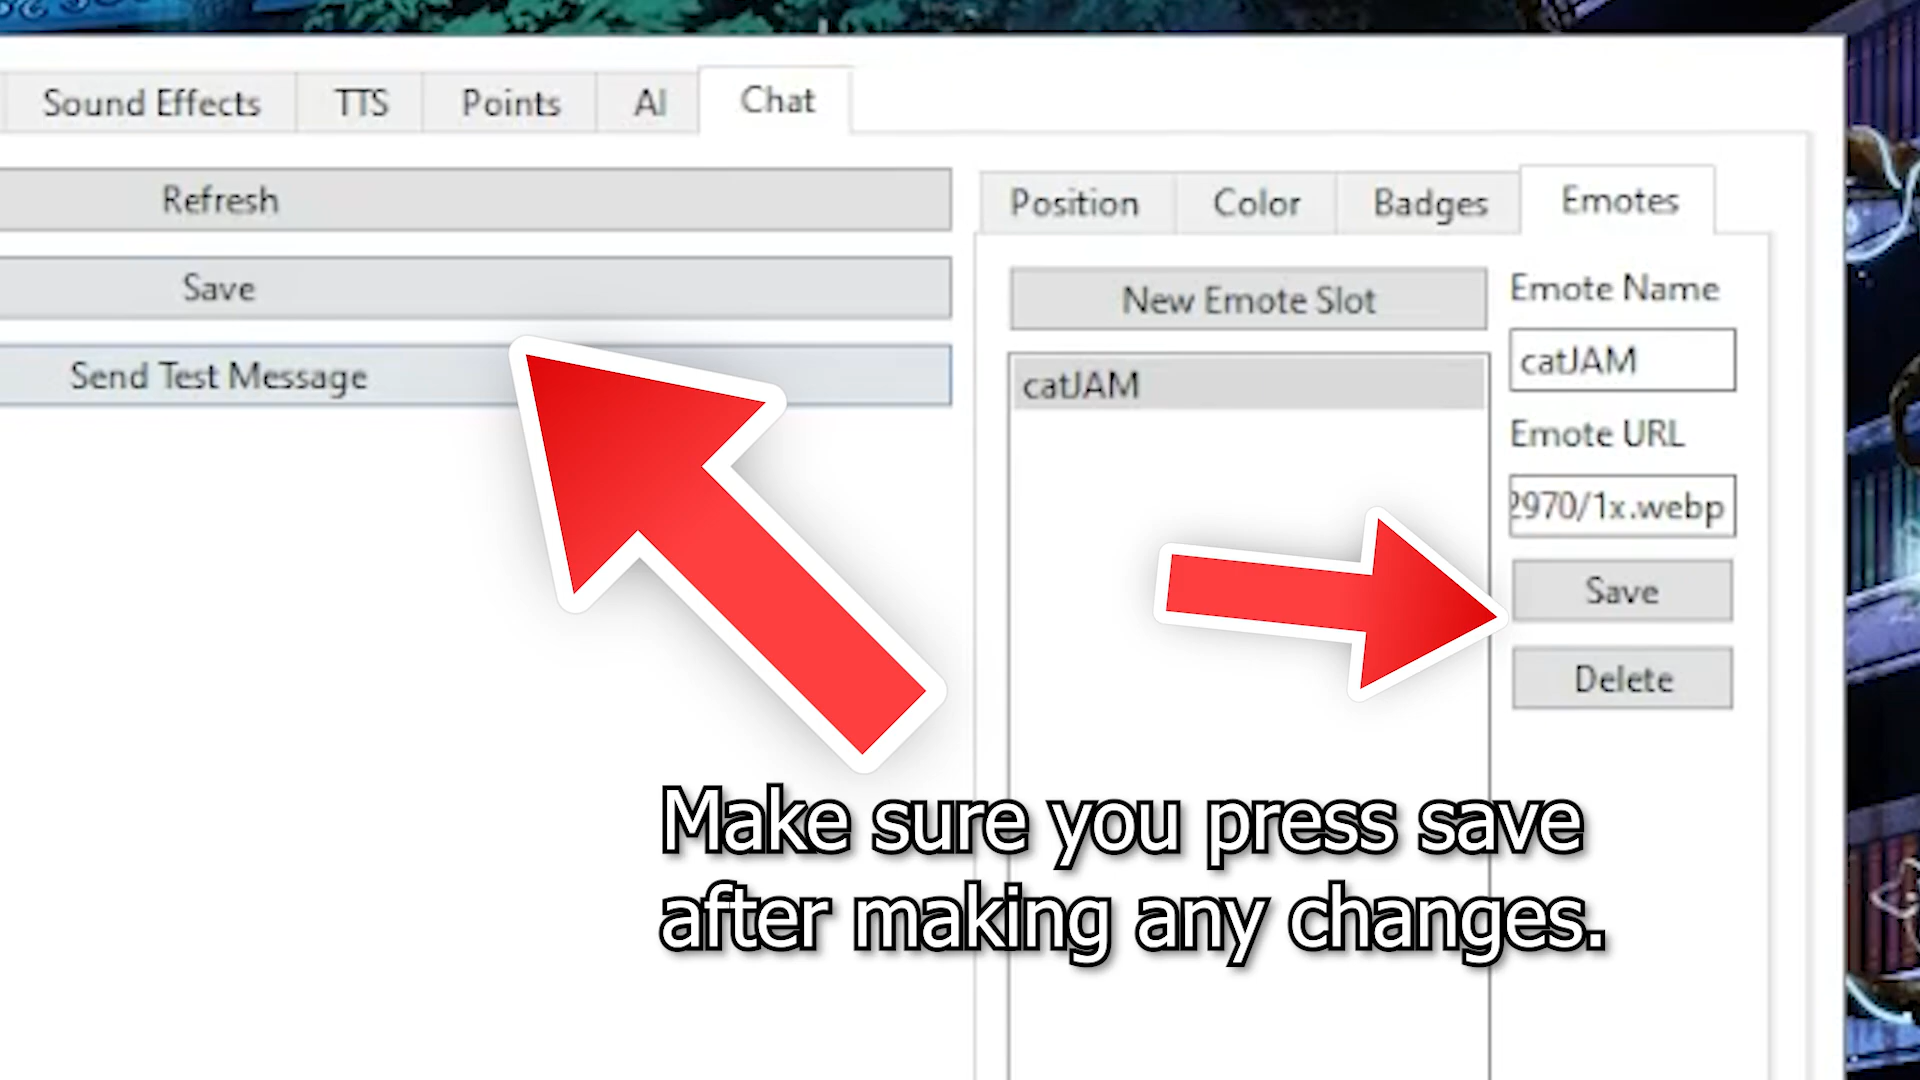 Sound Effects TTS Points AI Chat
Refresh
Save
Send Test Message
Position Color Badges Emotes
New Emote Slot
catJAM
Emote Name
catJAM
Emote URL
2970/1x.webp
Save
Delete
Make sure you press save
after making any changes.